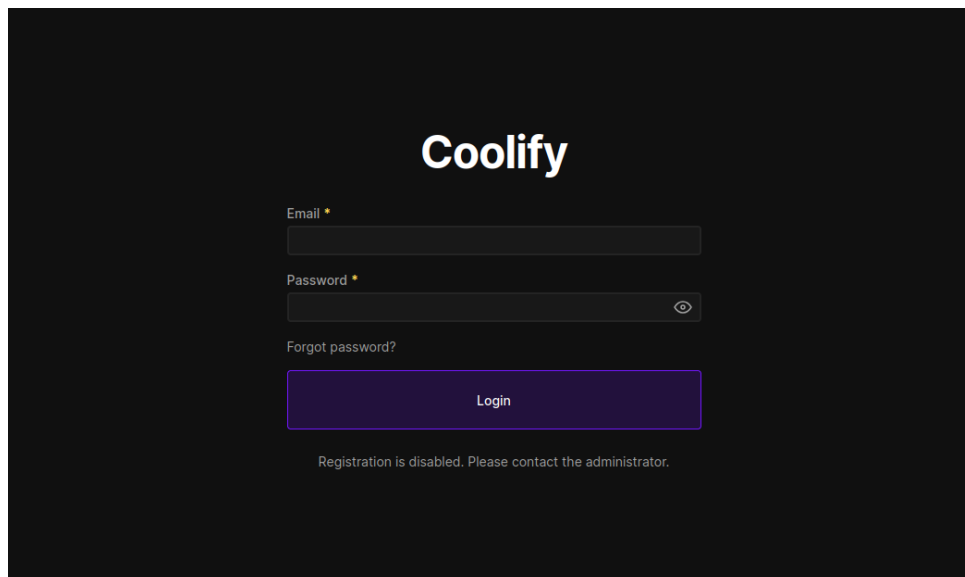 Coolify
Email *
Password *
Forgot password?
Login
Registration is disabled. Please contact the administrator.